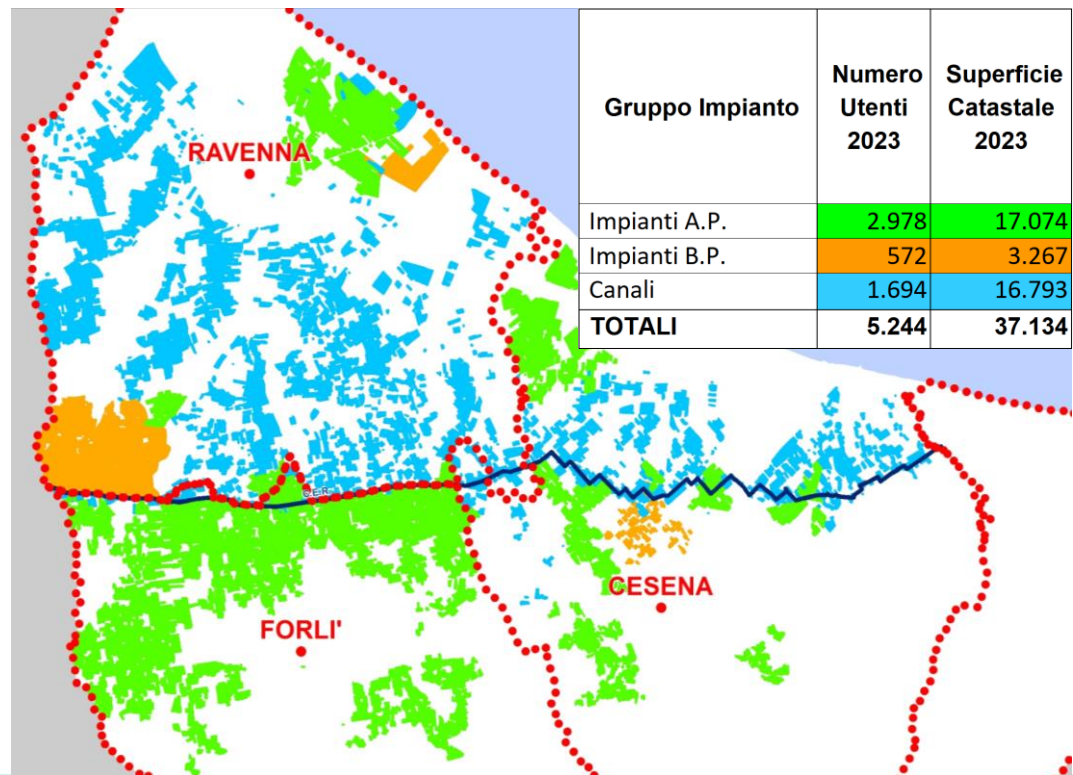 Gruppo Impianto
Numero
Utenti
2023
Superficie
Catastale
2023
Impianti A.P. 2.978 17.074
Impianti B.P. 572 3.267
Canali 1.694 16.793
TOTALI 5.244 37.134
RAVENNA
C.E.R.
CESENA
FORLI'